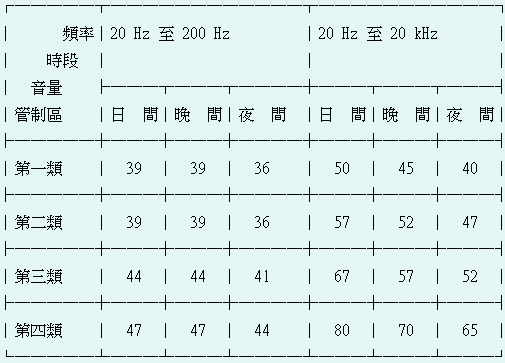 頻率 20 Hz 至 200 Hz 20 Hz 至 20 kHz
時段
音量
管制區 日 間 晚 間 夜 間 日 間 晚 間 夜 間
第一類 39 39 36 50 45 40
第二類 39 39 36 57 52 47
第三類 44 44 41 67 57 52
第四類 47 47 44 80 70 65